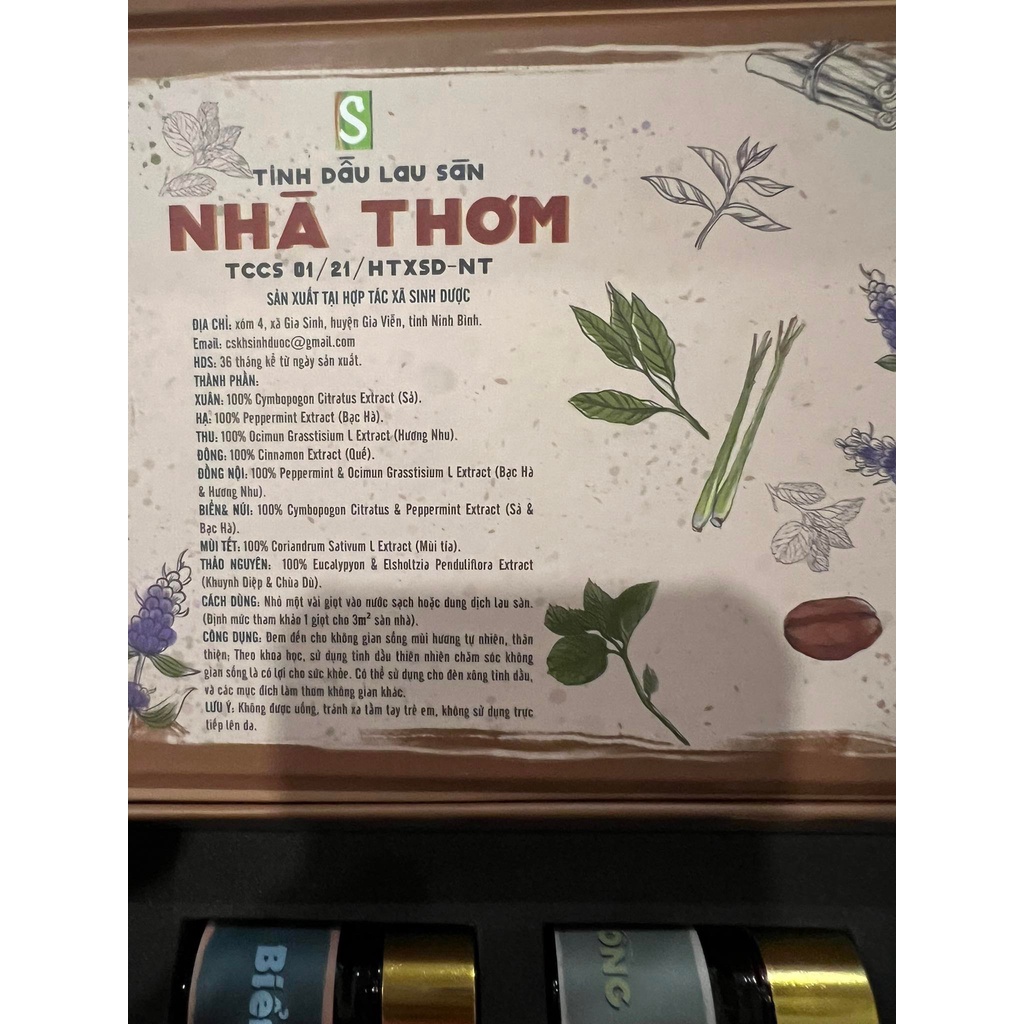 S
TINH DẦU LAU SÀN
NHÀ THƠM
TCCS 01/21/HTXSD-NT
SẢN XUẤT TẠI HỢP TÁC XÃ SINH DƯỢC
ĐỊA CHỈ: xóm 4, xã Gia Sinh, huyện Gia Viễn, tỉnh Ninh Bình.
Email: cskhsinhduoc@gmail.com
HDS: 36 tháng kể từ ngày sản xuất.
THÀNH PHẦN:
XUÂN: 100% Cymbopogon Citratus Extract (Sả).
HẠ: 100% Peppermint Extract (Bạc Hà).
THU: 100% Ocimun Grasstisium L Extract (Hương Nhu).
ĐÔNG: 100% Cinnamon Extract (Quế).
ĐỒNG NỘI: 100% Peppermint & Ocimun Grasstisium L Extract (Bạc Hà
& Hương Nhu).
BIỂN& NÚI: 100% Cymbopogon Citratus & Peppermint Extract (Sả &
Bạc Hà).
MÙI TẾT: 100% Coriandrum Sativum L Extract (Mùi tía).
THẢO NGUYÊN: 100% Eucalypyon & Elsholtzia Penduliflora Extract
(Khuynh Diệp & Chùa Dù).
CÁCH DÙNG: Nhỏ một vài giọt vào nước sạch hoặc dung dịch lau sàn.
(Định mức tham khảo 1 giọt cho 3m² sàn nhà).
CÔNG DỤNG: Đem đến cho không gian sống mùi hương tự nhiên, thân
thiện; Theo khoa học, sử dụng tinh dầu thiên nhiên chăm sóc không
gian sống là có lợi cho sức khỏe. Có thể sử dụng cho đèn xông tinh dầu,
và các mục đích làm thơm không gian khác.
LƯU Ý: Không được uống, tránh xa tầm tay trẻ em, không sử dụng trực
tiếp lên da.
Biể
ÔNG